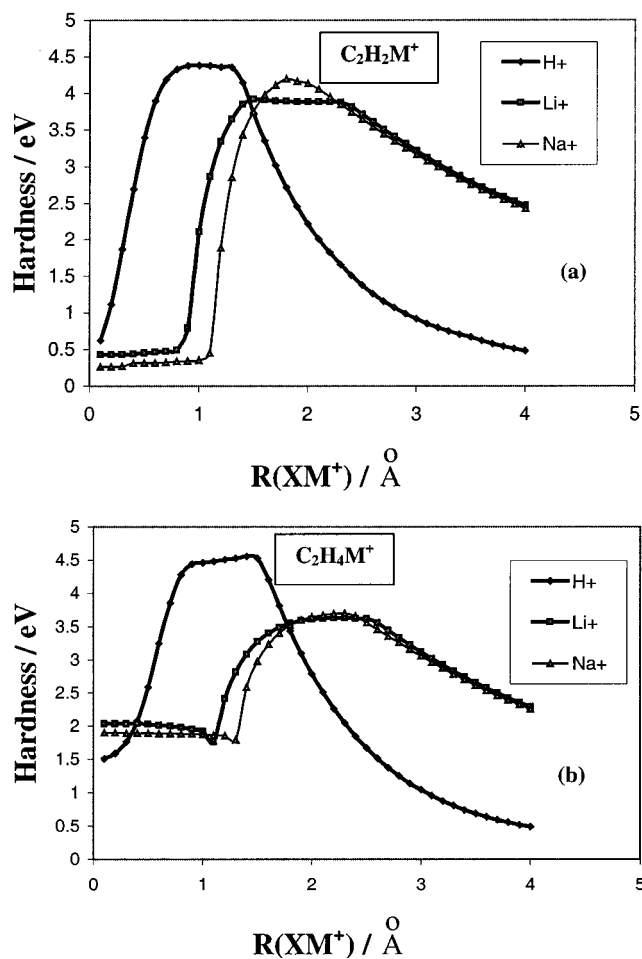 5
4.5
4
3.5
3
2.5
2
1.5
1
0.5
0
Hardness / eV
C₂H₂M⁺
H+
Li+
Na+
(a)
0 1 2 3 4 5
R(XM⁺) / Å
5
4.5
4
3.5
3
2.5
2
1.5
1
0.5
0
Hardness / eV
C₂H₄M⁺
H+
Li+
Na+
(b)
0 1 2 3 4 5
R(XM⁺) / Å